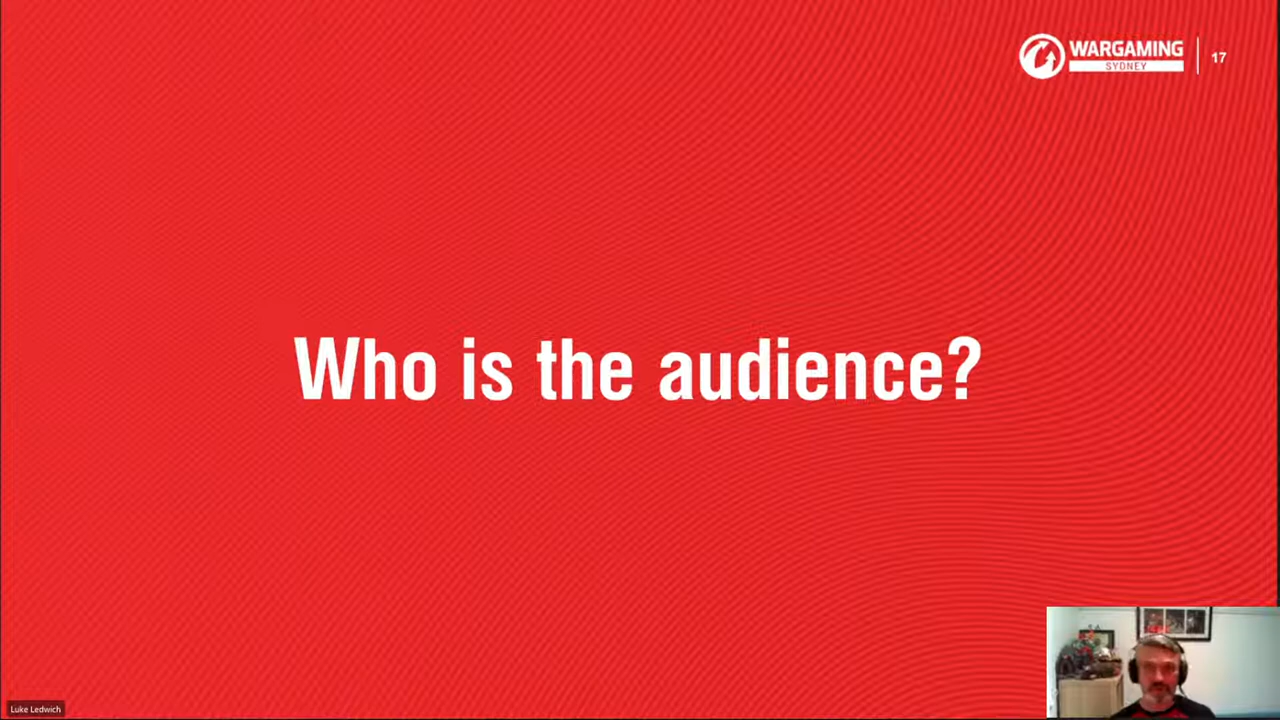 WARGAMING
SYDNEY
17
Who is the audience?
Luke Ledwich